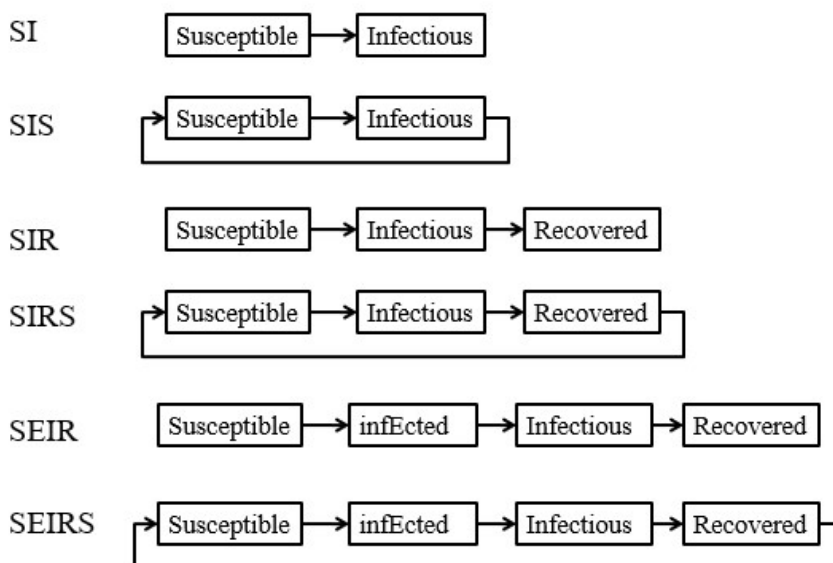 SI Susceptible Infectious
SIS Susceptible Infectious
SIR Susceptible Infectious Recovered
SIRS Susceptible Infectious Recovered
SEIR Susceptible infEcted Infectious Recovered
SEIRS Susceptible infEcted Infectious Recovered